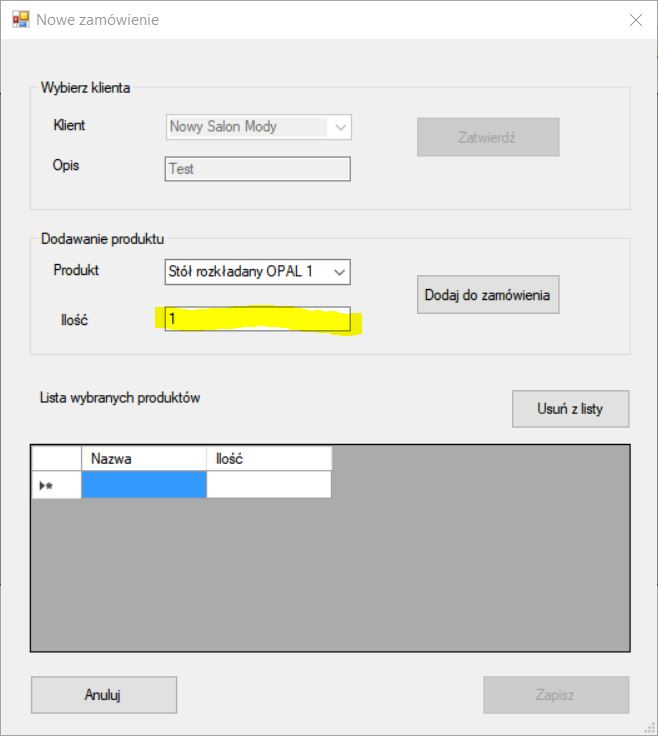 Nowe zamówienie
Wybierz klienta
Klient Nowy Salon Mody Zatwierdź
Opis Test
Dodawanie produktu
Produkt Stół rozkładany OPAL 1 Dodaj do zamówienia
Ilość 1
Lista wybranych produktów Usuń z listy
Nazwa Ilość
Anuluj Zapisz